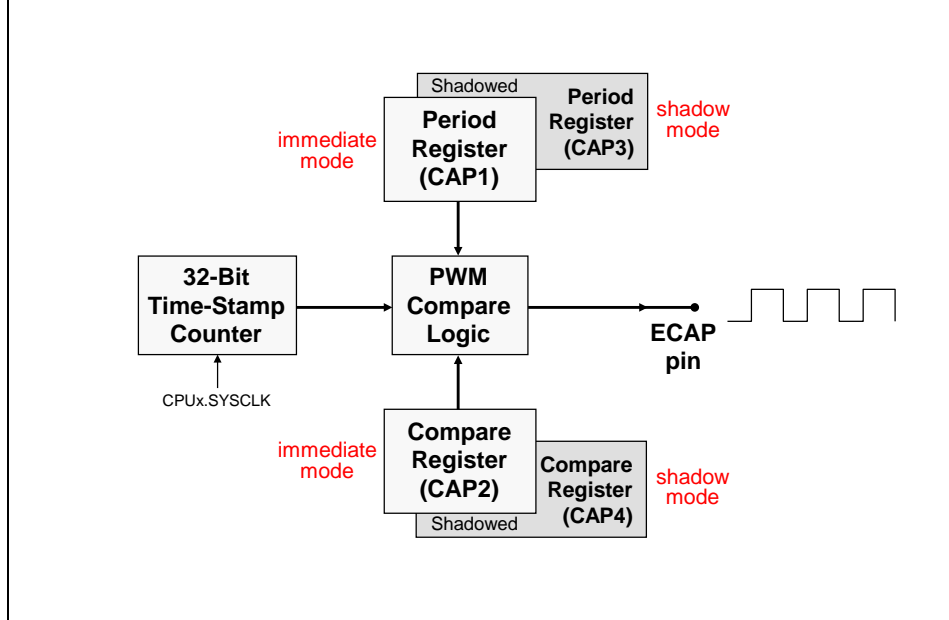 Shadowed
Period
Register
(CAP3)
shadow
mode
immediate
mode
Period
Register
(CAP1)
32-Bit
Time-Stamp
Counter
PWM
Compare
Logic
ECAP
pin
CPUx.SYSCLK
immediate
mode
Compare
Register
(CAP2)
Compare
Register
(CAP4)
shadow
mode
Shadowed